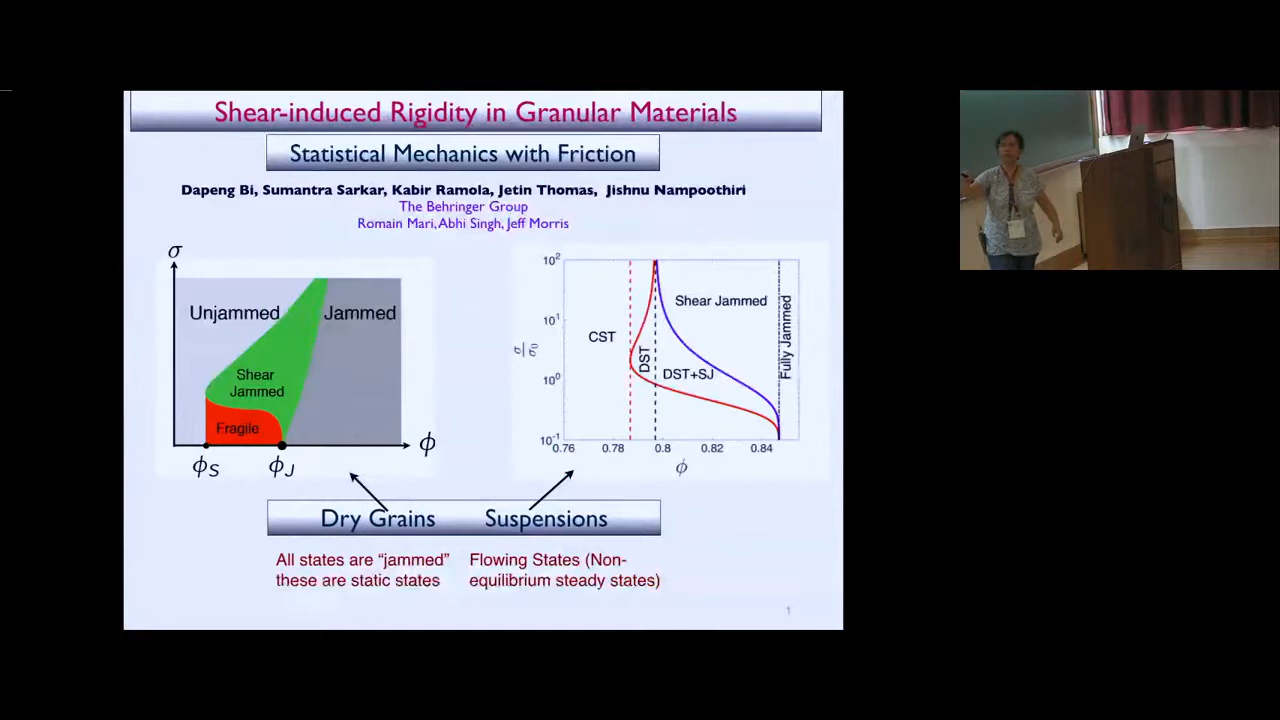 Shear-induced Rigidity in Granular Materials
Statistical Mechanics with Friction
Dapeng Bi, Sumantra Sarkar, Kabir Ramola, Jetin Thomas, Jishnu Nampoothiri
The Behringer Group
Romain Mari, Abhi Singh, Jeff Morris
σ
Unjammed
Jammed
Shear
Jammed
Fragile
ϕ
ϕS
ϕJ
10²
10¹
10⁰
10⁻¹
σ/σ0
CST
DST
DST+SJ
Shear Jammed
Fully Jammed
0.76 0.78 0.8 0.82 0.84
ϕ
Dry Grains Suspensions
All states are “jammed”
these are static states
Flowing States (Non-
equilibrium steady states)
1